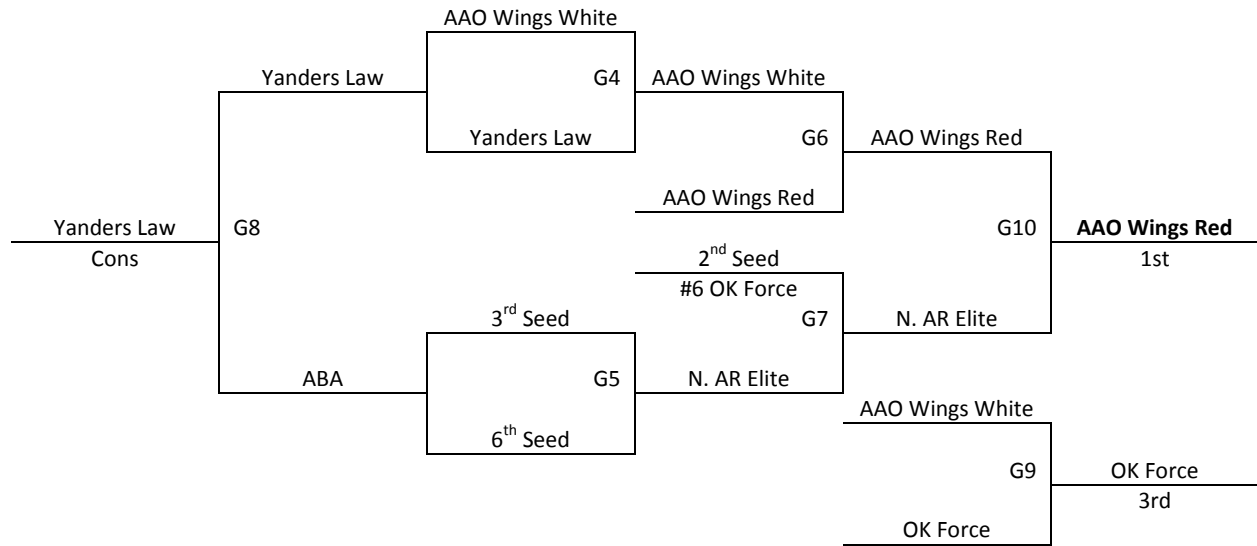 AAO Wings White
Yanders Law
G4
AAO Wings White
Yanders Law
G6
AAO Wings Red
AAO Wings Red
Yanders Law
G8
G10
AAO Wings Red
Cons
2nd Seed
1st
#6 OK Force
3rd Seed
G7
N. AR Elite
ABA
G5
N. AR Elite
AAO Wings White
6th Seed
G9
OK Force
3rd
OK Force